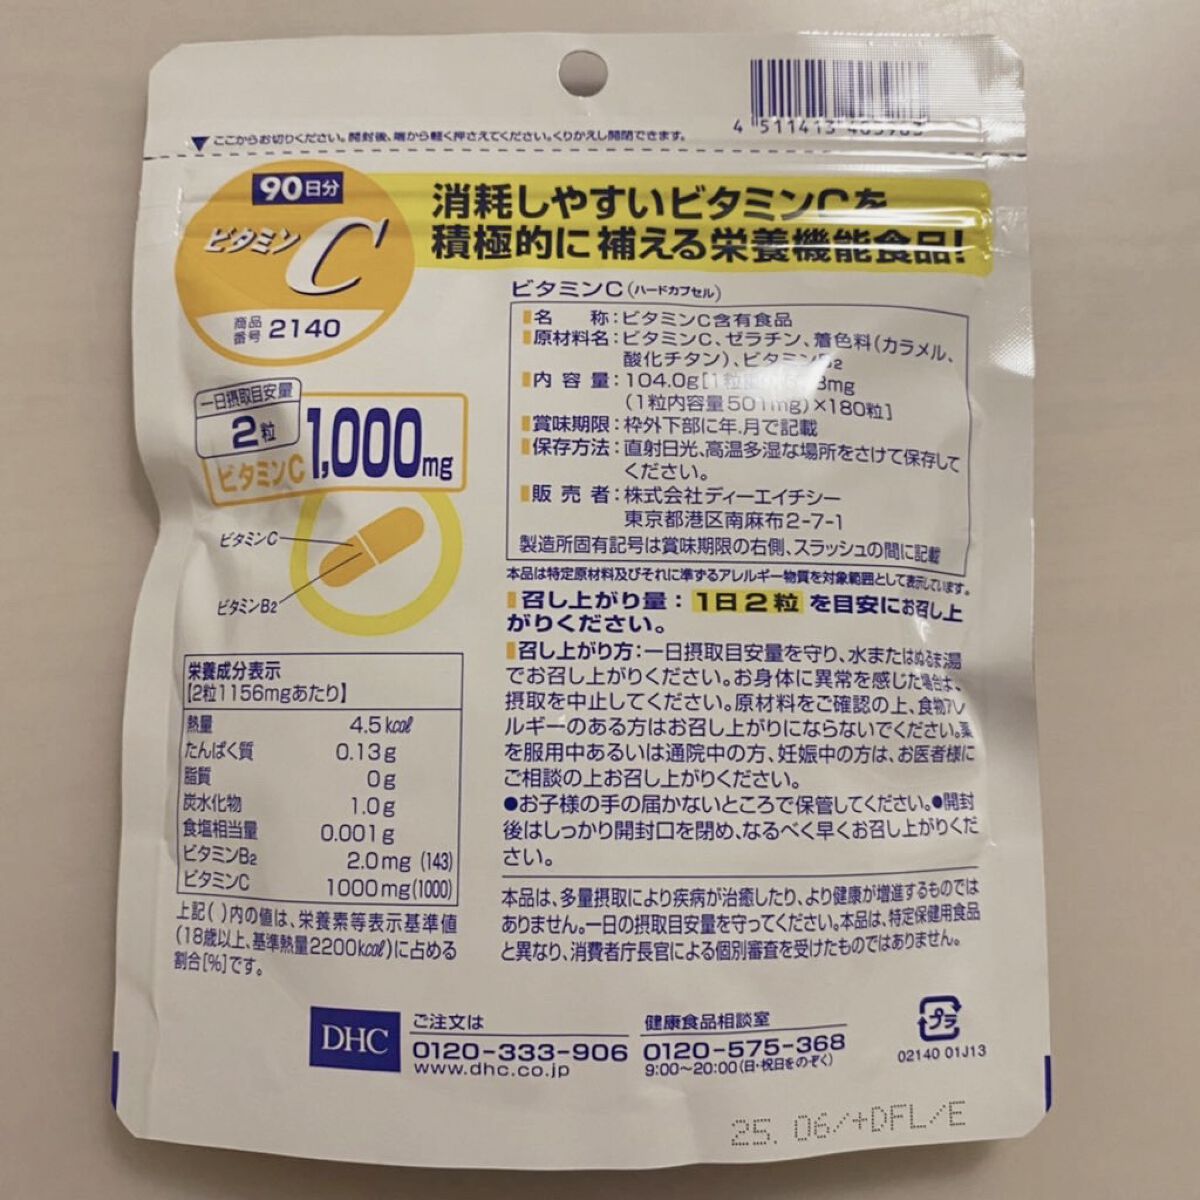 4 511413
▼ここからお切りください。開封後、端から軽く押さえてください。くりかえし開閉できます。
90日分
ビタミン
C
商品
番号 2140
消耗しやすいビタミンCを
積極的に補える栄養機能食品!
一日摂取目安量
2粒
ビタミンC 1,000mg
ビタミンC
ビタミンB2
栄養成分表示
[2粒1156mgあたり]
熱量 4.5kcal
たんぱく質 0.13g
脂質 0g
炭水化物 1.0g
食塩相当量 0.001g
ビタミンB2 2.0mg (143)
ビタミンC 1000mg(1000)
上記( )内の値は、栄養素等表示基準値
(18歳以上、基準熱量2200kcal)に占める
割合[%]です。
ビタミンC(ハードカプセル)
名 称:ビタミンC含有食品
原材料名:ビタミンC、ゼラチン、着色料(カラメル、
酸化チタン)、ビタミンB2
内容量:104.0g[1粒
(1粒内容量501mg)×180粒]
賞味期限:枠外下部に年.月で記載
保存方法:直射日光、高温多湿な場所をさけて保存して
ください。
販売者:株式会社ディーエイチシー
東京都港区南麻布2-7-1
製造所固有記号は賞味期限の右側、スラッシュの間に記載
本品は特定原材料及びそれに準ずるアレルギー物質を対象範囲として表示しています。
召し上がり量:1日2粒を目安にお召し上
がりください。
召し上がり方:一日摂取目安量を守り、水またはぬるま湯
でお召し上がりください。お身体に異常を感じた場合は、
摂取を中止してください。原材料をご確認の上、食物アレ
ルギーのある方はお召し上がりにならないでください。薬
を服用中あるいは通院中の方、妊娠中の方は、お医者様に
ご相談の上お召し上がりください。
●お子様の手の届かないところで保管してください。●開封
後はしっかり開封口を閉め、なるべく早くお召し上がりくだ
さい。
本品は、多量摂取により疾病が治癒したり、より健康が増進するものでは
ありません。一日の摂取目安量を守ってください。本品は、特定保健用食品
と異なり、消費者庁長官による個別審査を受けたものではありません。
DHC
ご注文は
0120-333-906
www.dhc.co.jp
健康食品相談室
0120-575-368
9:00〜20:00(日・祝日をのぞく)
プラ
02140 01J13
25.06/+DFL/E